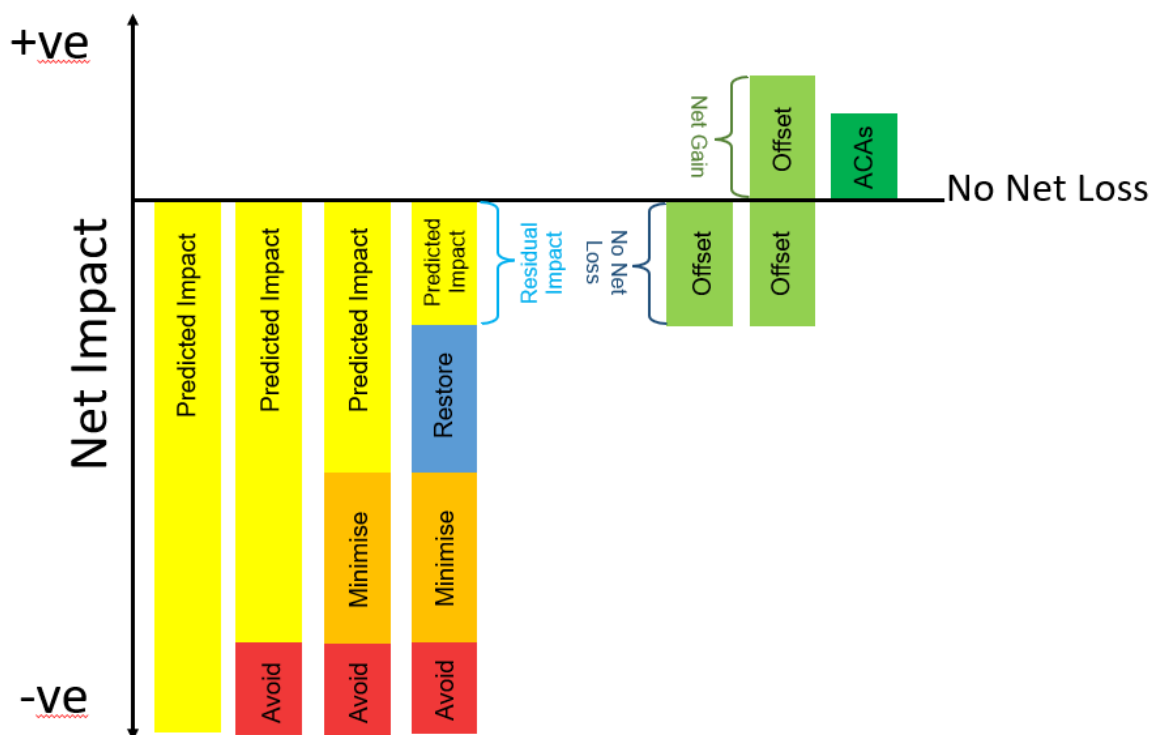 +ve
Net Impact
-ve
No Net Loss
Predicted Impact
Predicted Impact
Avoid
Predicted Impact
Minimise
Avoid
Predicted
Impact
Restore
Minimise
Avoid
Residual
Impact
No Net
Loss
Offset
Net Gain
Offset
Offset
ACAs